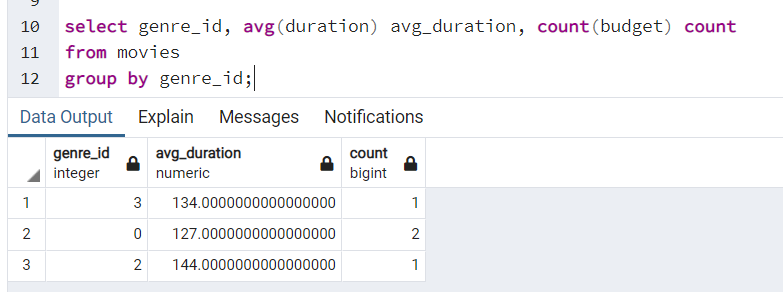 9
10 select genre_id, avg(duration) avg_duration, count(budget) count
11 from movies
12 group by genre_id;
Data Output Explain Messages Notifications
genre_id avg_duration count
integer numeric bigint
1 3 134.0000000000000000 1
2 0 127.0000000000000000 2
3 2 144.0000000000000000 1